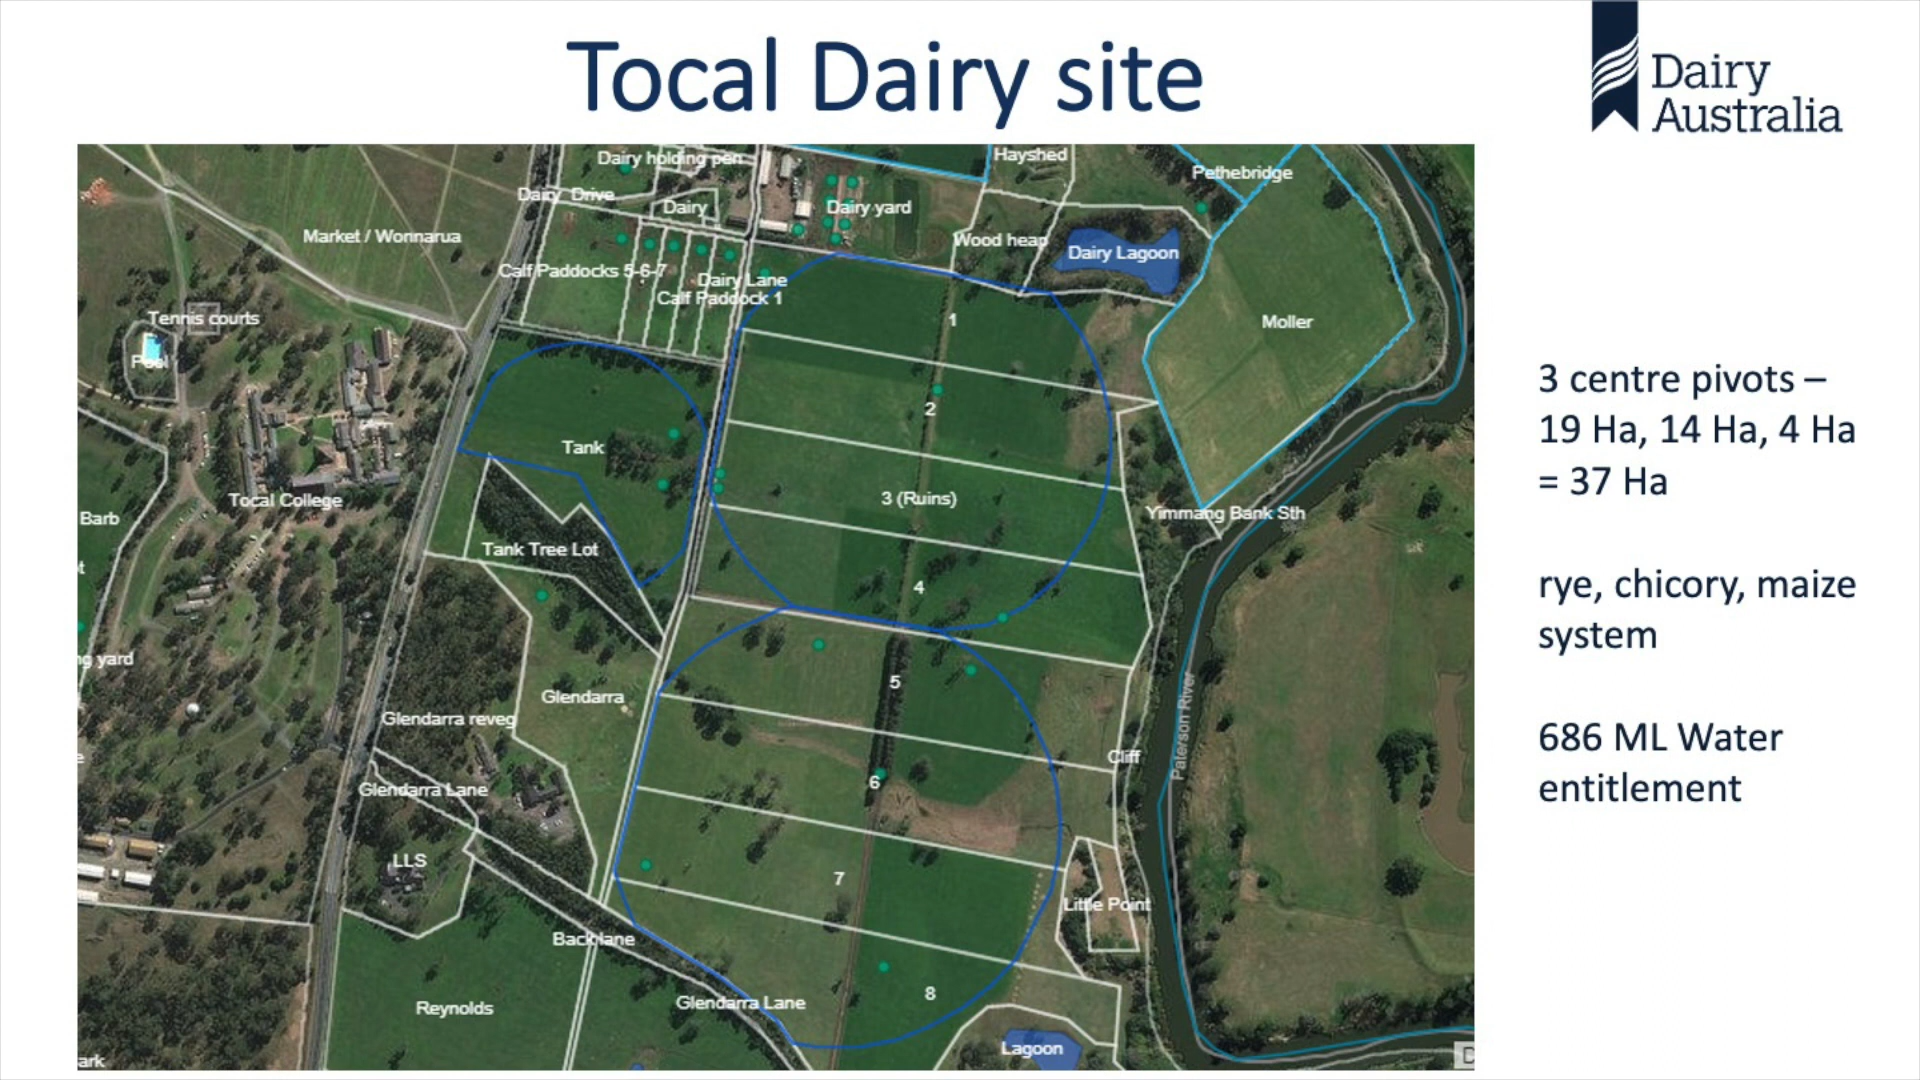 Tocal Dairy site
Dairy
Australia
Dairy holding pen
Hayshed
Pethebridge
Dairy Drive
Dairy
Dairy yard
Market / Wonnarua
Wood heap
Dairy Lagoon
Calf Paddocks 5-6-7
Dairy Lane
Calf Paddock 1
Tennis courts
Pool
1
Moller
2
Tank
3 (Ruins)
Tocal College
Barb
Yimmang Bank Sth
Tank Tree Lot
4
ng yard
5
Glendarra
Glendarra reveg
Paterson River
Cliff
6
Glendarra Lane
LLS
7
Little Point
Back lane
8
Glendarra Lane
Reynolds
Lagoon
ark
3 centre pivots –
19 Ha, 14 Ha, 4 Ha
= 37 Ha
rye, chicory, maize
system
686 ML Water
entitlement